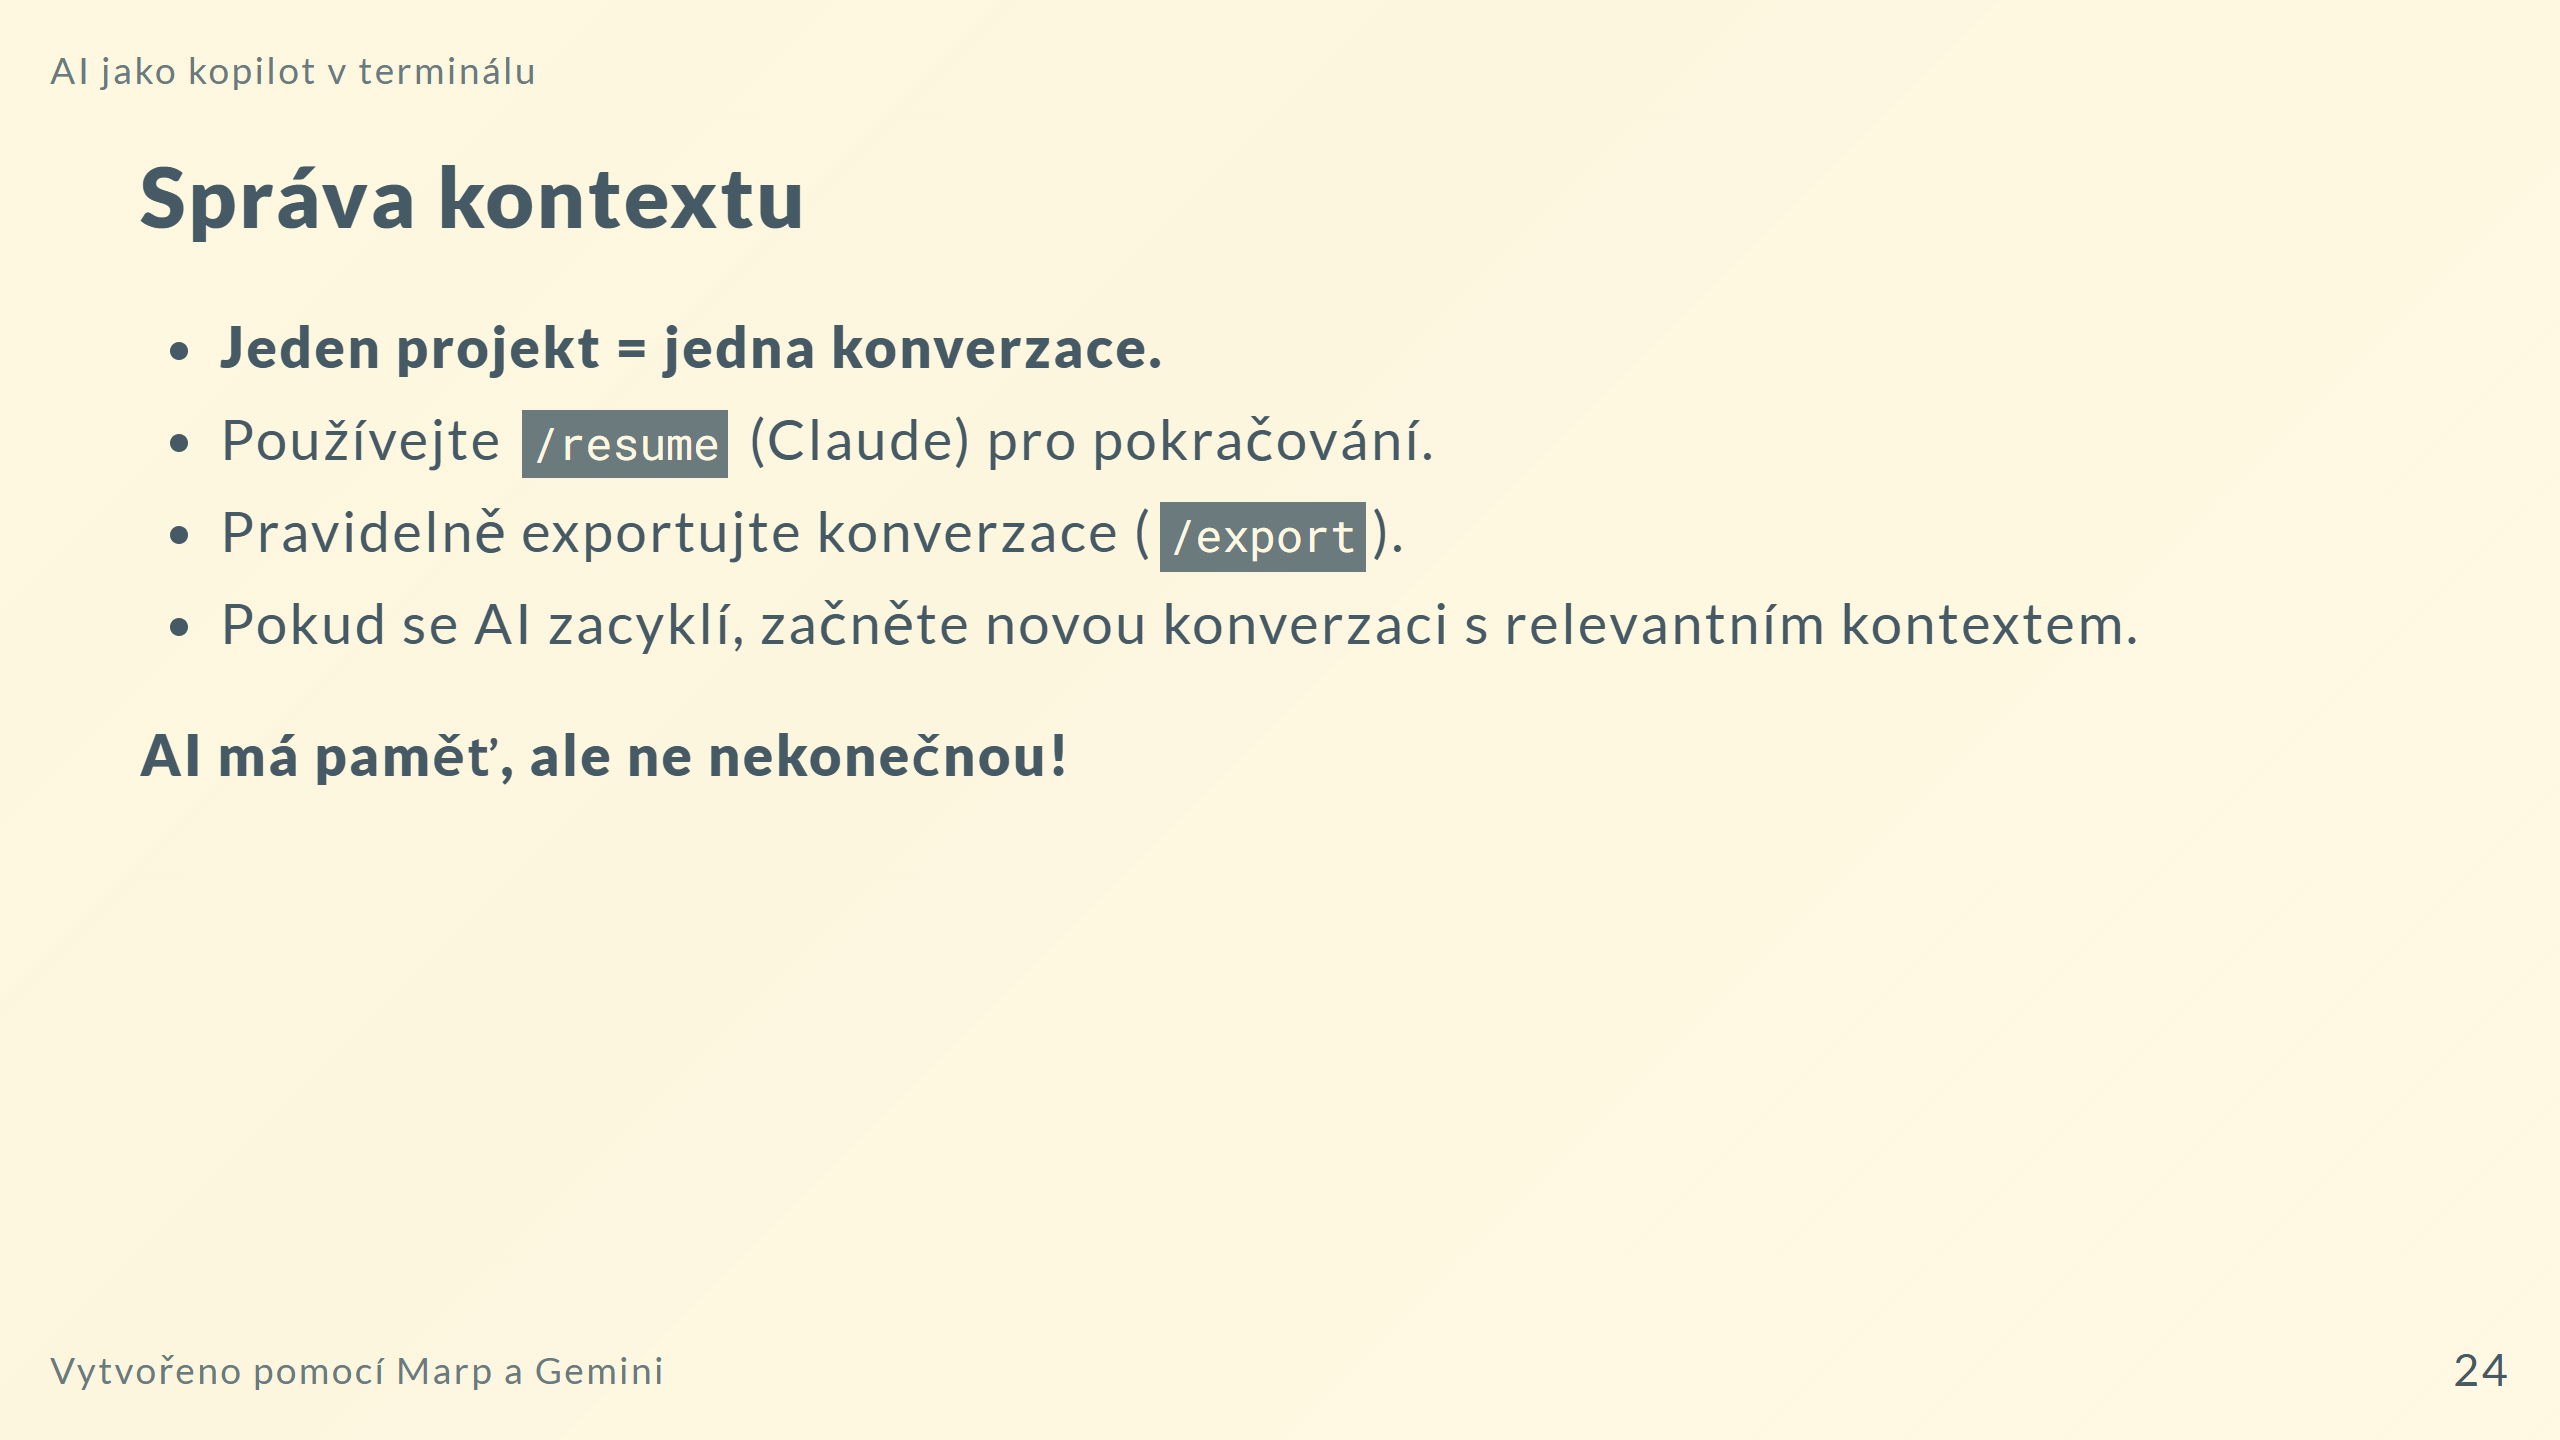 AI jako kopilot v terminálu
Správa kontextu
• Jeden projekt = jedna konverzace.
• Používejte /resume (Claude) pro pokračování.
• Pravidelně exportujte konverzace ( /export ).
• Pokud se AI zacyklí, začněte novou konverzaci s relevantním kontextem.
AI má paměť, ale ne nekonečnou!
Vytvořeno pomocí Marp a Gemini
24